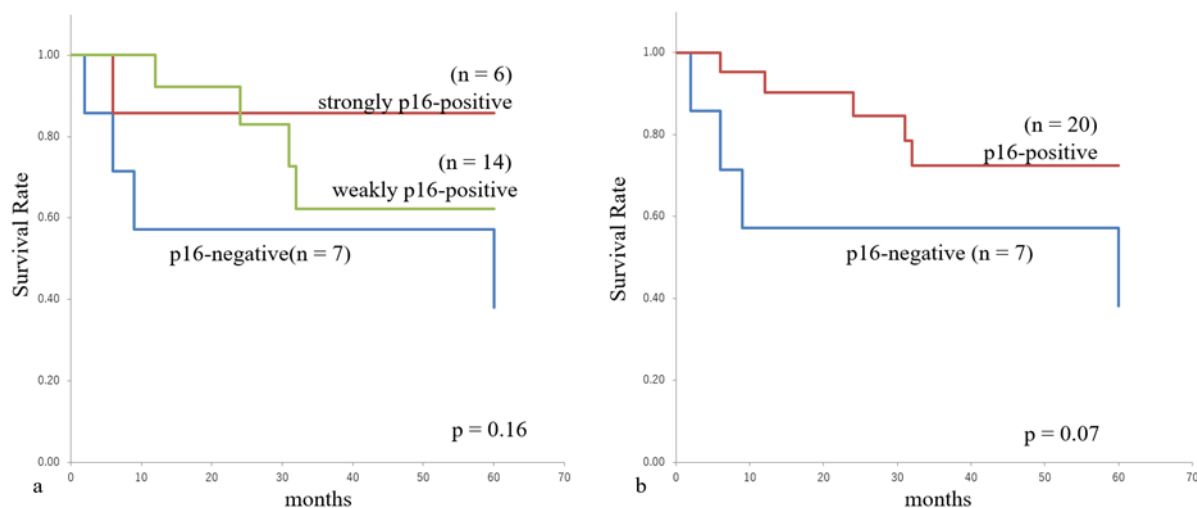 1.00
0.80
0.60
0.40
0.20
0.00
Survival Rate
(n = 6)
strongly p16-positive
(n = 14)
weakly p16-positive
p16-negative(n = 7)
p = 0.16
0 10 20 30 40 50 60 70
months
a
1.00
0.80
0.60
0.40
0.20
0.00
Survival Rate
(n = 20)
p16-positive
p16-negative (n = 7)
p = 0.07
0 10 20 30 40 50 60 70
months
b